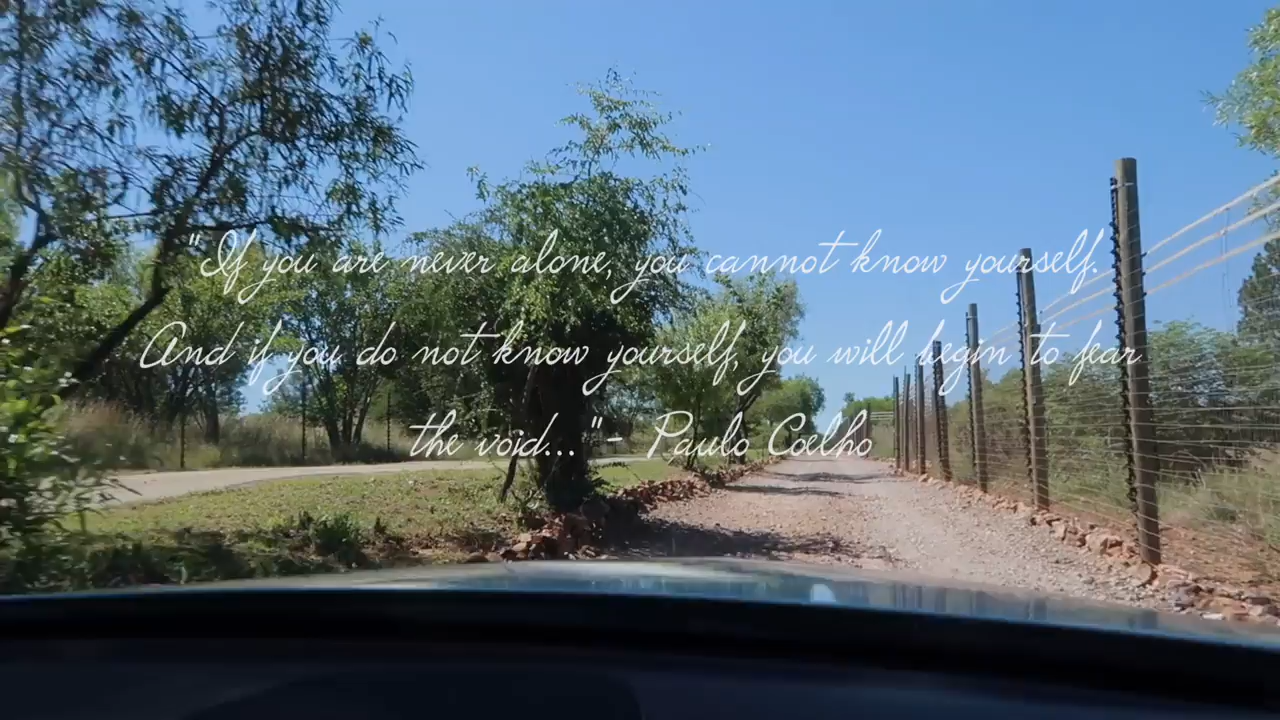 "If you are never alone, you cannot know yourself.
And if you do not know yourself, you will begin to fear
the void..." Paulo Coelho